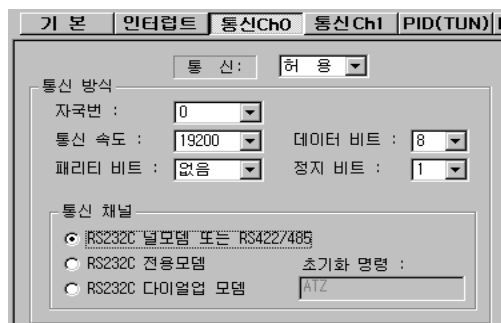 기 본 인터럽트 통신Ch0 통신Ch1 PID(TUN)
통 신: 허 용
통신 방식
자국번 : 0
통신 속도 : 19200 데이터 비트 : 8
패리티 비트 : 없음 정지 비트 : 1
통신 채널
RS232C 널모뎀 또는 RS422/485
RS232C 전용모뎀 초기화 명령 :
RS232C 다이얼업 모뎀 ATZ